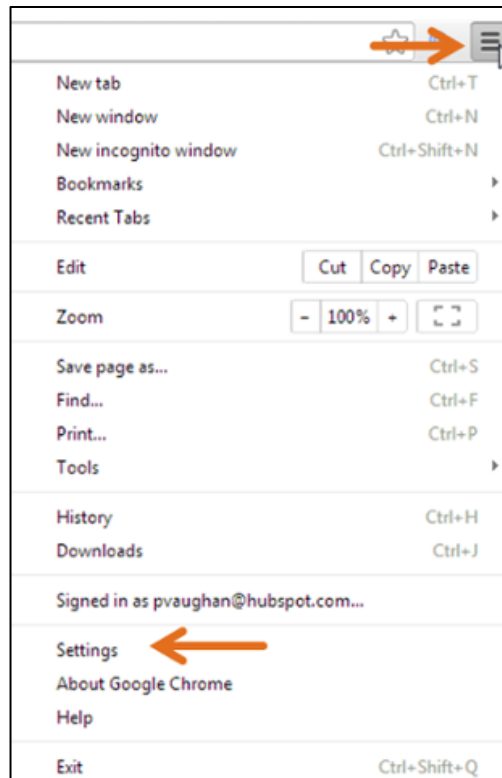 New tab Ctrl+T
New window Ctrl+N
New incognito window Ctrl+Shift+N
Bookmarks
Recent Tabs
Edit Cut Copy Paste
Zoom - 100% +
Save page as... Ctrl+S
Find... Ctrl+F
Print... Ctrl+P
Tools
History Ctrl+H
Downloads Ctrl+J
Signed in as pvaughan@hubspot.com...
Settings
About Google Chrome
Help
Exit Ctrl+Shift+Q